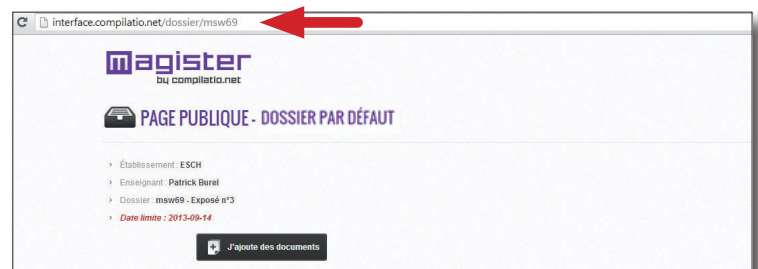 interface.compilatio.net/dossier/msw69
magister
by compilatio.net
PAGE PUBLIQUE - DOSSIER PAR DÉFAUT
› Établissement : ESCH
› Enseignant : Patrick Burel
› Dossier : msw69 - Exposé n°3
› Date limite : 2013-09-14
J'ajoute des documents